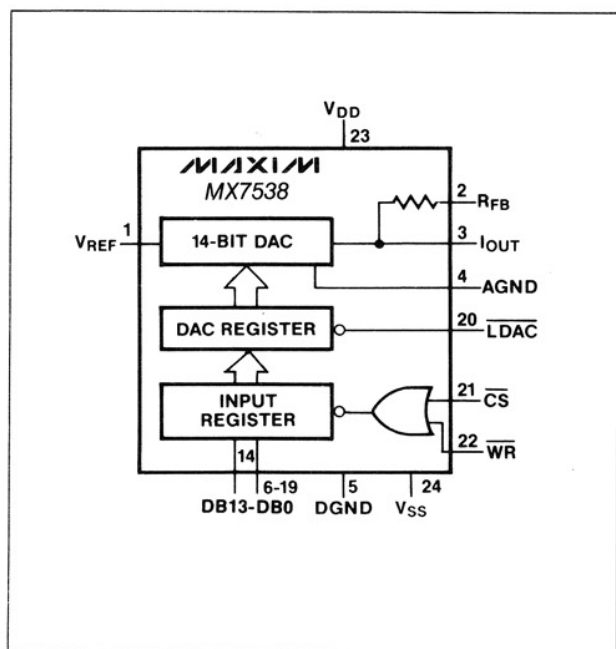 VDD
23
MAXIM
MX7538
2
RFB
1
VREF
14-BIT DAC
3
IOUT
4
AGND
20
DAC REGISTER
LDAC
21
CS
INPUT
REGISTER
22
WR
14
6-19
5
24
DB13-DB0
DGND
VSS